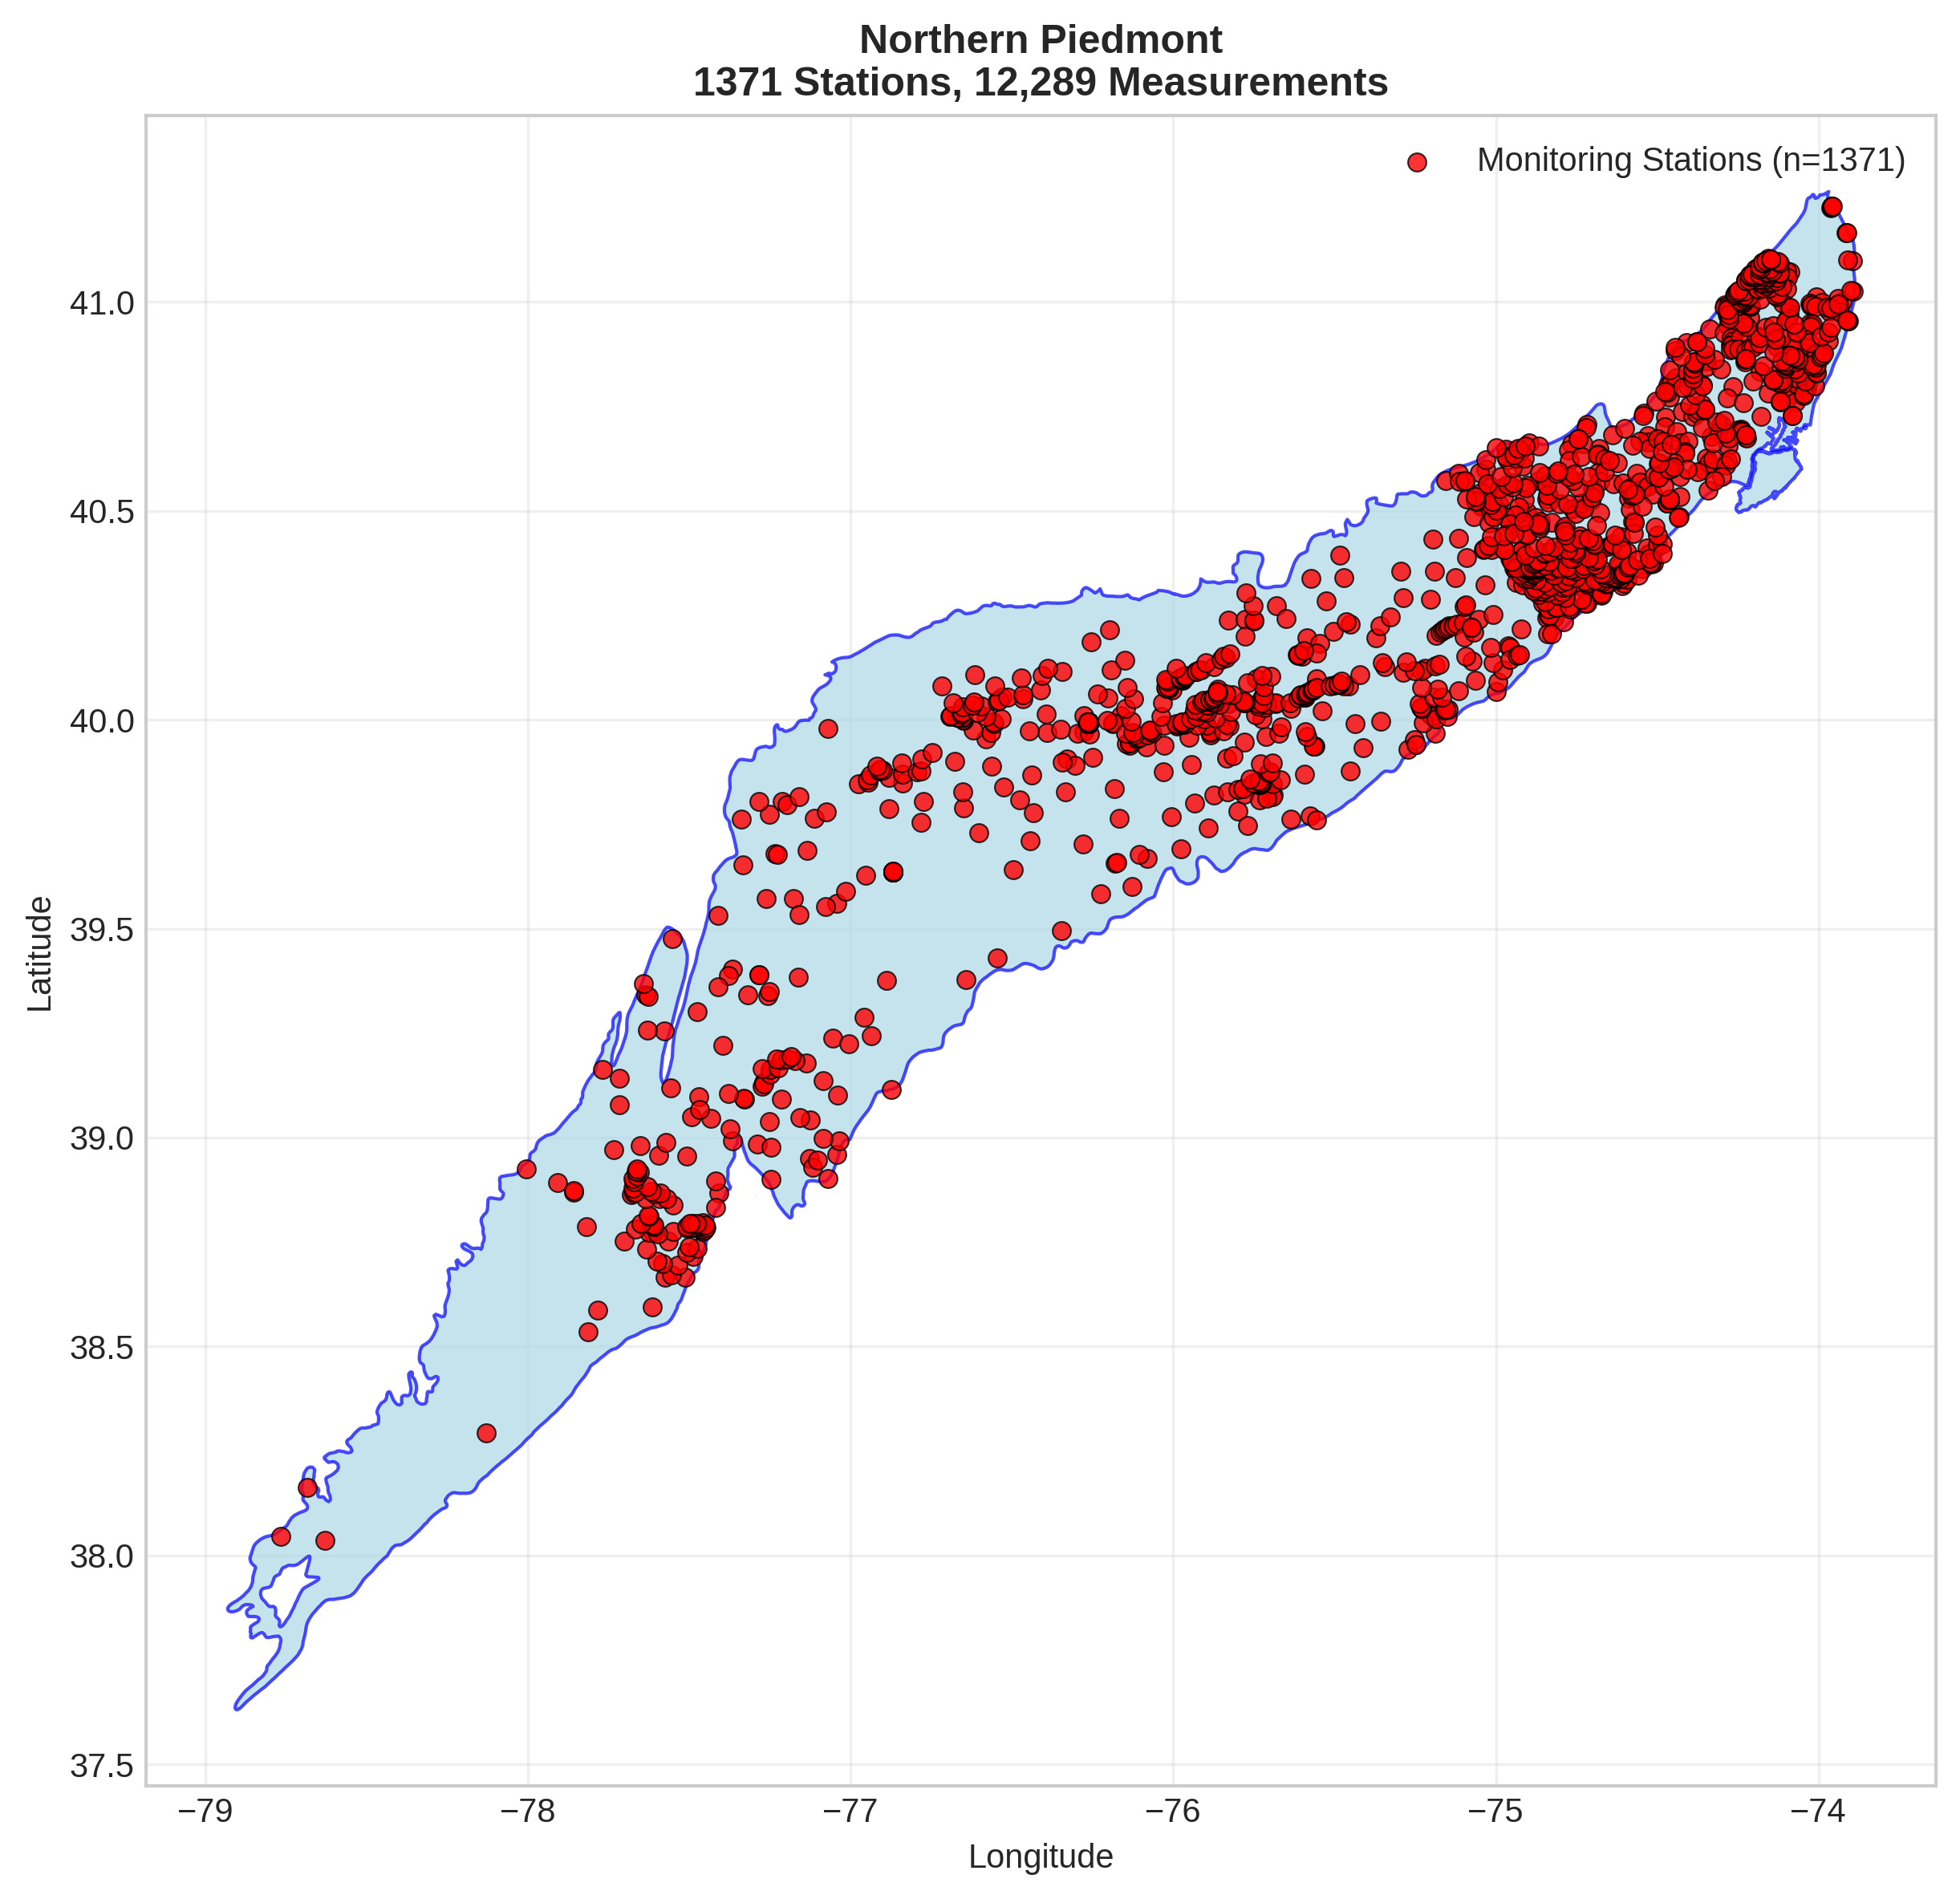 Northern Piedmont
1371 Stations, 12,289 Measurements
Monitoring Stations (n=1371)
41.0
40.5
40.0
39.5
39.0
38.5
38.0
37.5
Latitude
−79
−78
−77
−76
−75
−74
Longitude